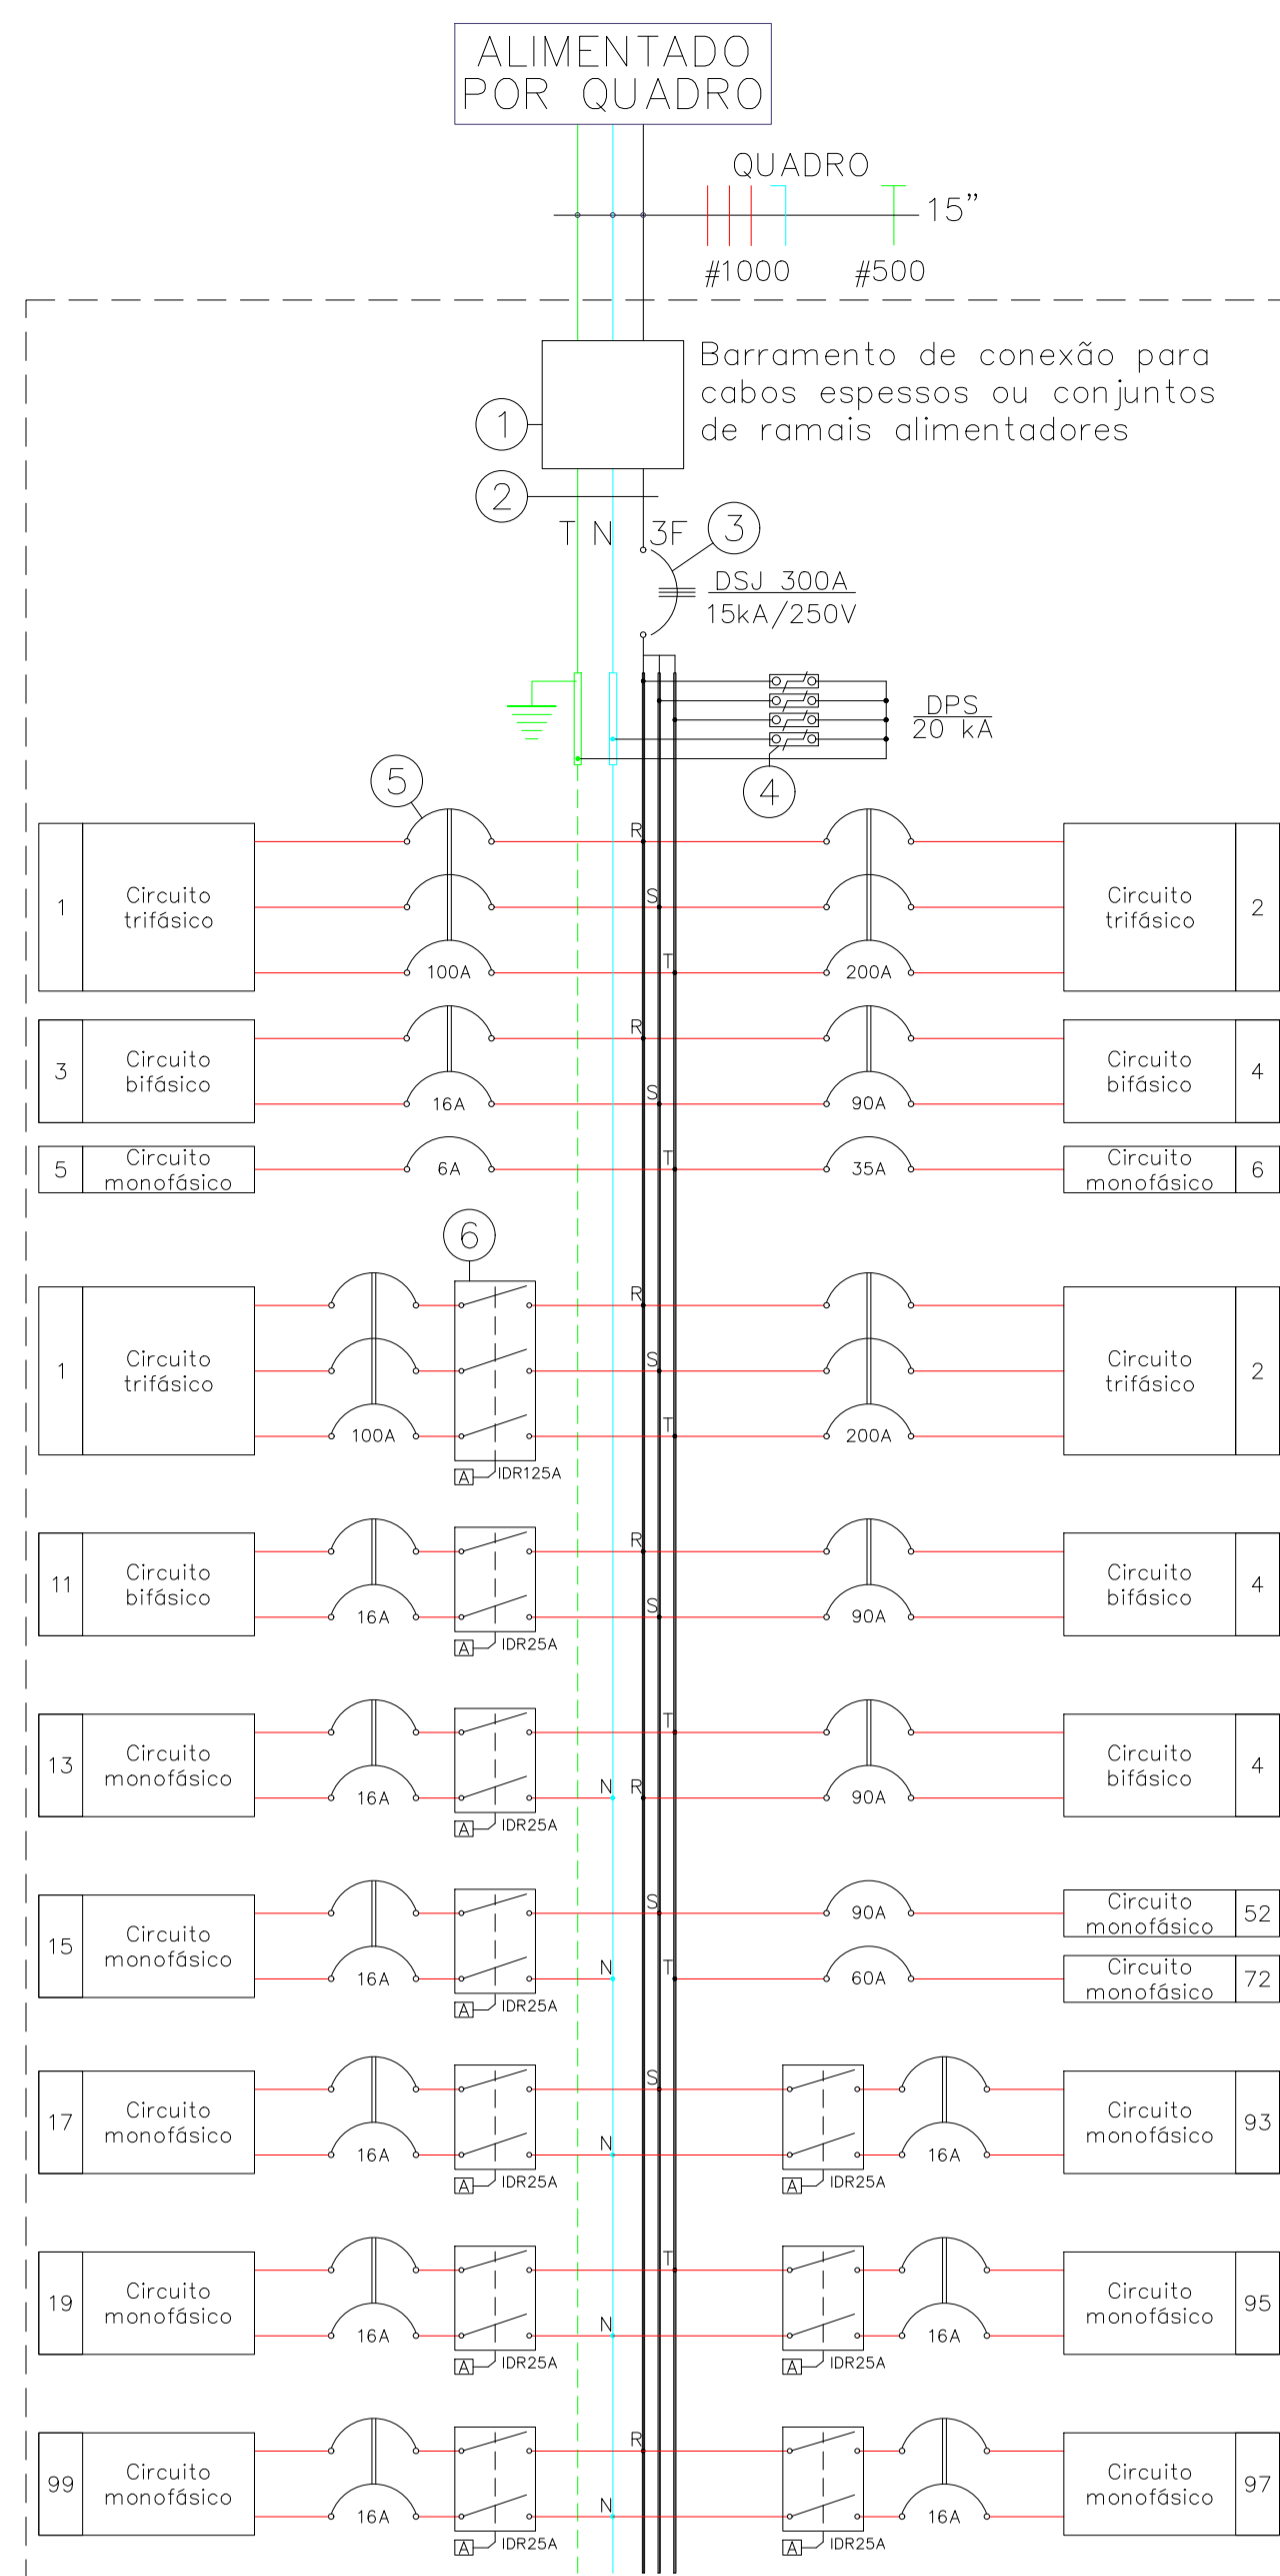 ALIMENTADO
POR QUADRO
QUADRO
15"
#1000 #500
Barramento de conexão para
cabos espessos ou conjuntos
de ramais alimentadores
1
2
T N 3F
3
DSJ 300A
15kA/250V
DPS
20 kA
4
5
R
1 Circuito
trifásico
S
Circuito
trifásico 2
T
100A 200A
R
3 Circuito
bifásico
S
Circuito
bifásico 4
16A 90A
5 Circuito
monofásico
6A T 35A
Circuito
monofásico 6
6
R
1 Circuito
trifásico
S
Circuito
trifásico 2
T
100A 200A
A IDR125A
R
11 Circuito
bifásico
S
Circuito
bifásico 4
16A 90A
A IDR25A
T
13 Circuito
monofásico
N R
Circuito
bifásico 4
16A 90A
A IDR25A
S
90A
Circuito
monofásico 52
15 Circuito
monofásico
N T
16A 60A
Circuito
monofásico 72
A IDR25A
S
17 Circuito
monofásico
N
Circuito
monofásico 93
16A 16A
A IDR25A A IDR25A
T
19 Circuito
monofásico
N
Circuito
monofásico 95
16A 16A
A IDR25A A IDR25A
R
99 Circuito
monofásico
N
Circuito
monofásico 97
16A 16A
A IDR25A A IDR25A